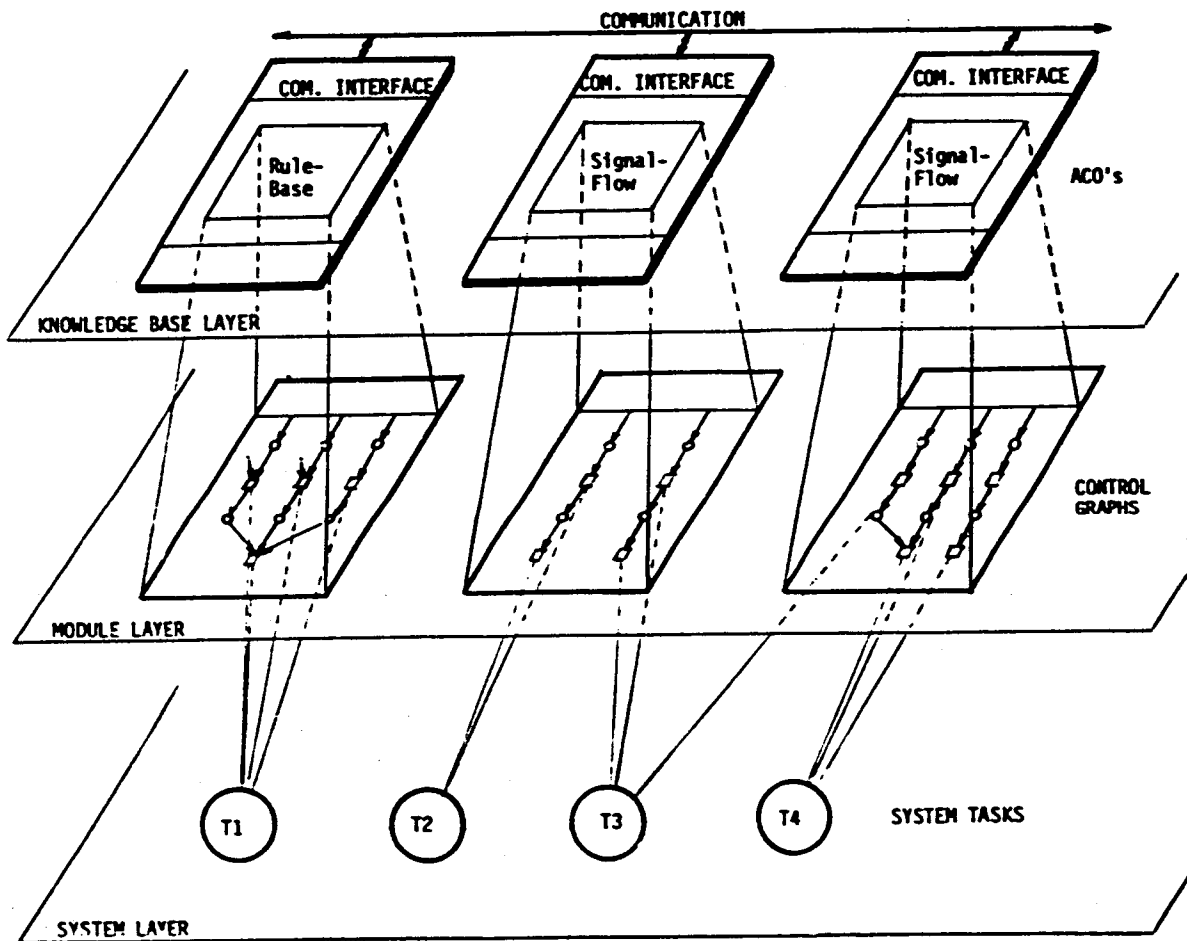 COMMUNICATION
COM. INTERFACE
COM. INTERFACE
COM. INTERFACE
Rule-
Base
Signal-
Flow
Signal-
Flow
ACO's
KNOWLEDGE BASE LAYER
CONTROL
GRAPHS
MODULE LAYER
T1
T2
T3
T4
SYSTEM TASKS
SYSTEM LAYER